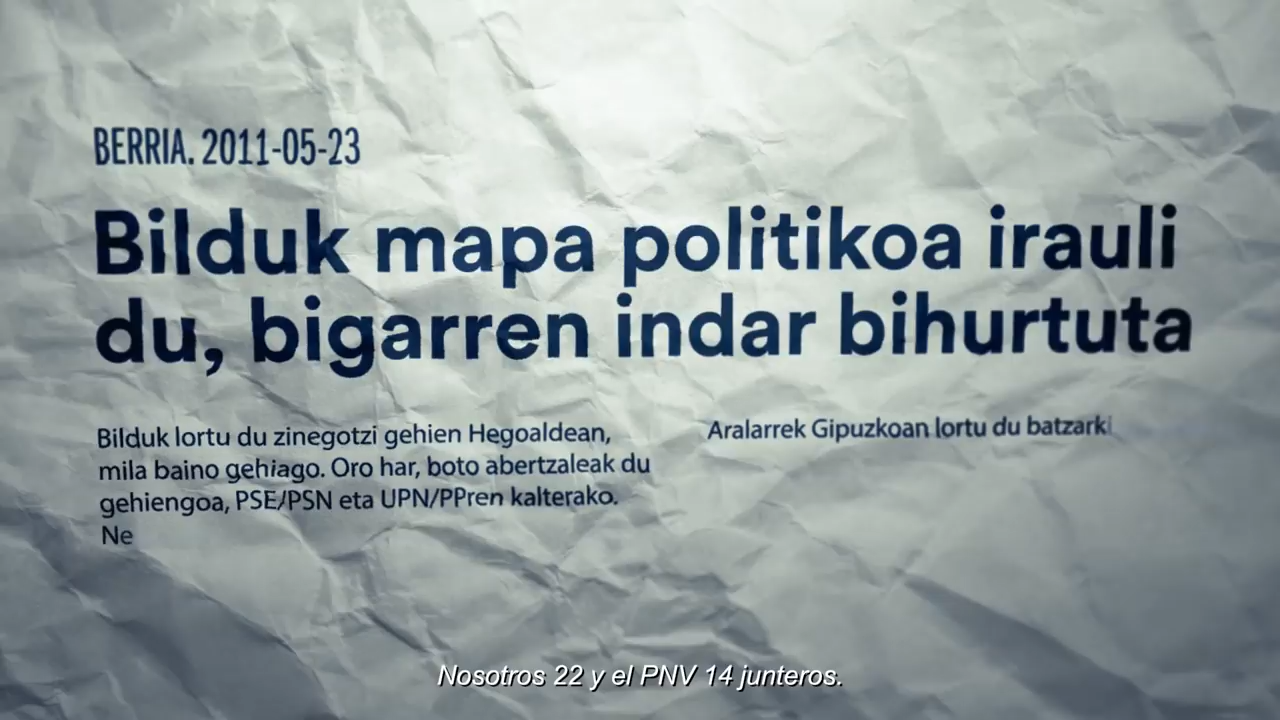 BERRIA. 2011-05-23
Bilduk mapa politikoa irauli
du, bigarren indar bihurtuta
Bilduk lortu du zinegotzi gehien Hegoaldean,
mila baino gehiago. Oro har, boto abertzaleak du
gehiengoa, PSE/PSN eta UPN/PPren kalterako.
Ne
Aralarrek Gipuzkoan lortu du batzarki
Nosotros 22 y el PNV 14 junteros.